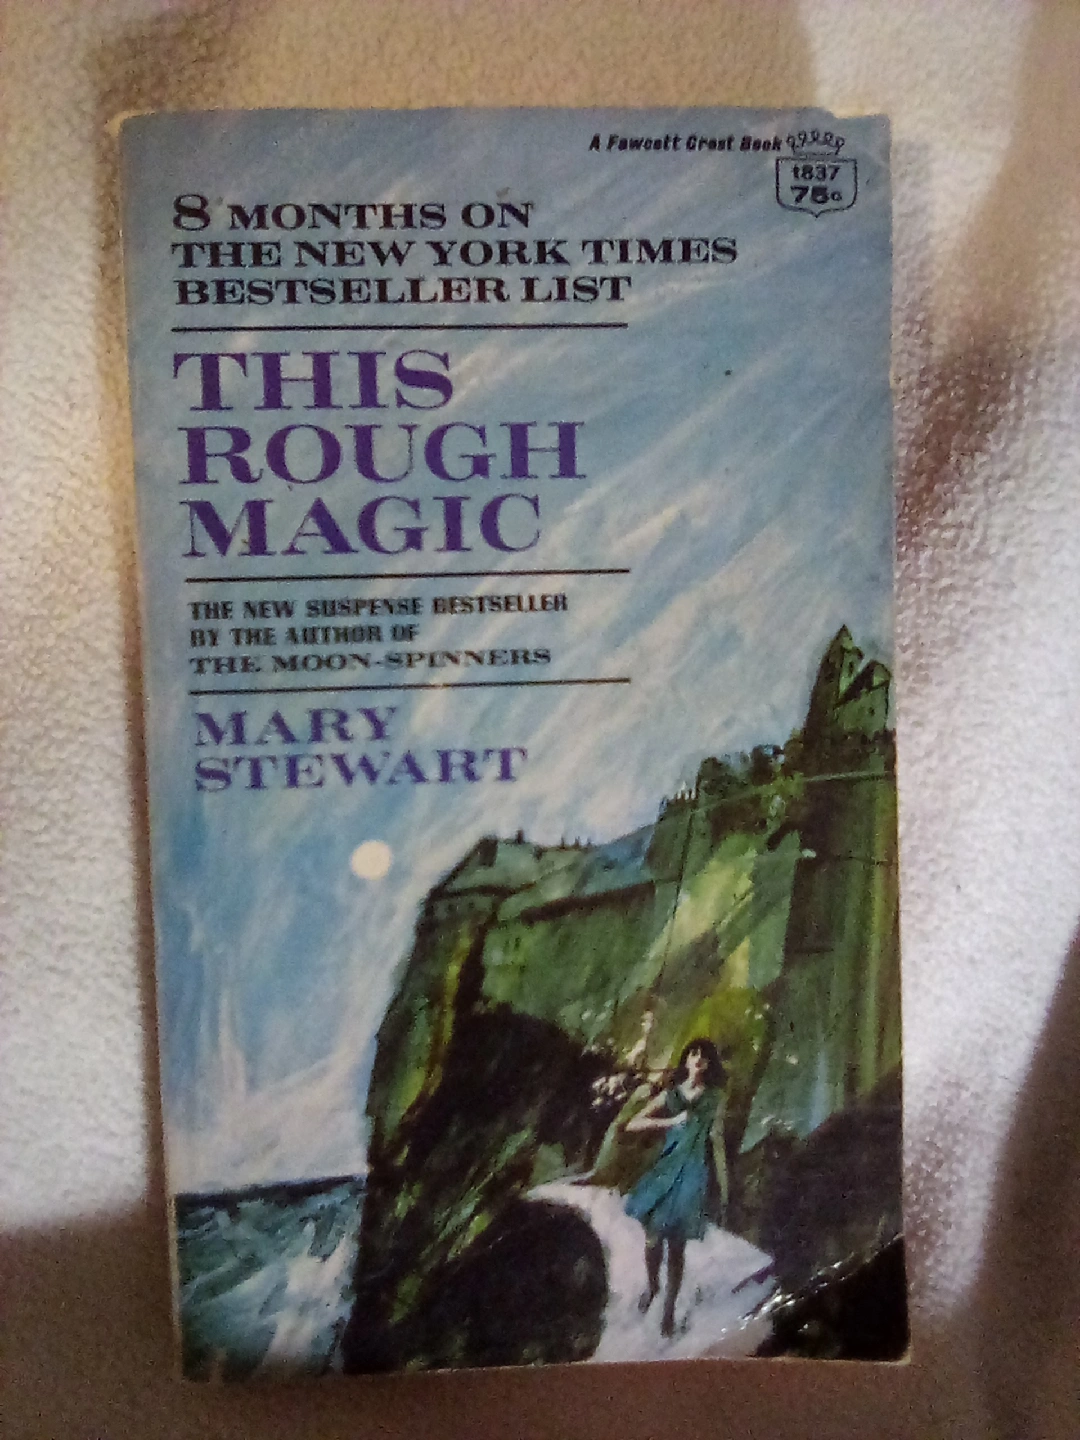 A Fawcett Crest Book
t837
75¢
8 MONTHS ON
THE NEW YORK TIMES
BESTSELLER LIST
THIS
ROUGH
MAGIC
THE NEW SUSPENSE BESTSELLER
BY THE AUTHOR OF
THE MOON-SPINNERS
MARY
STEWART